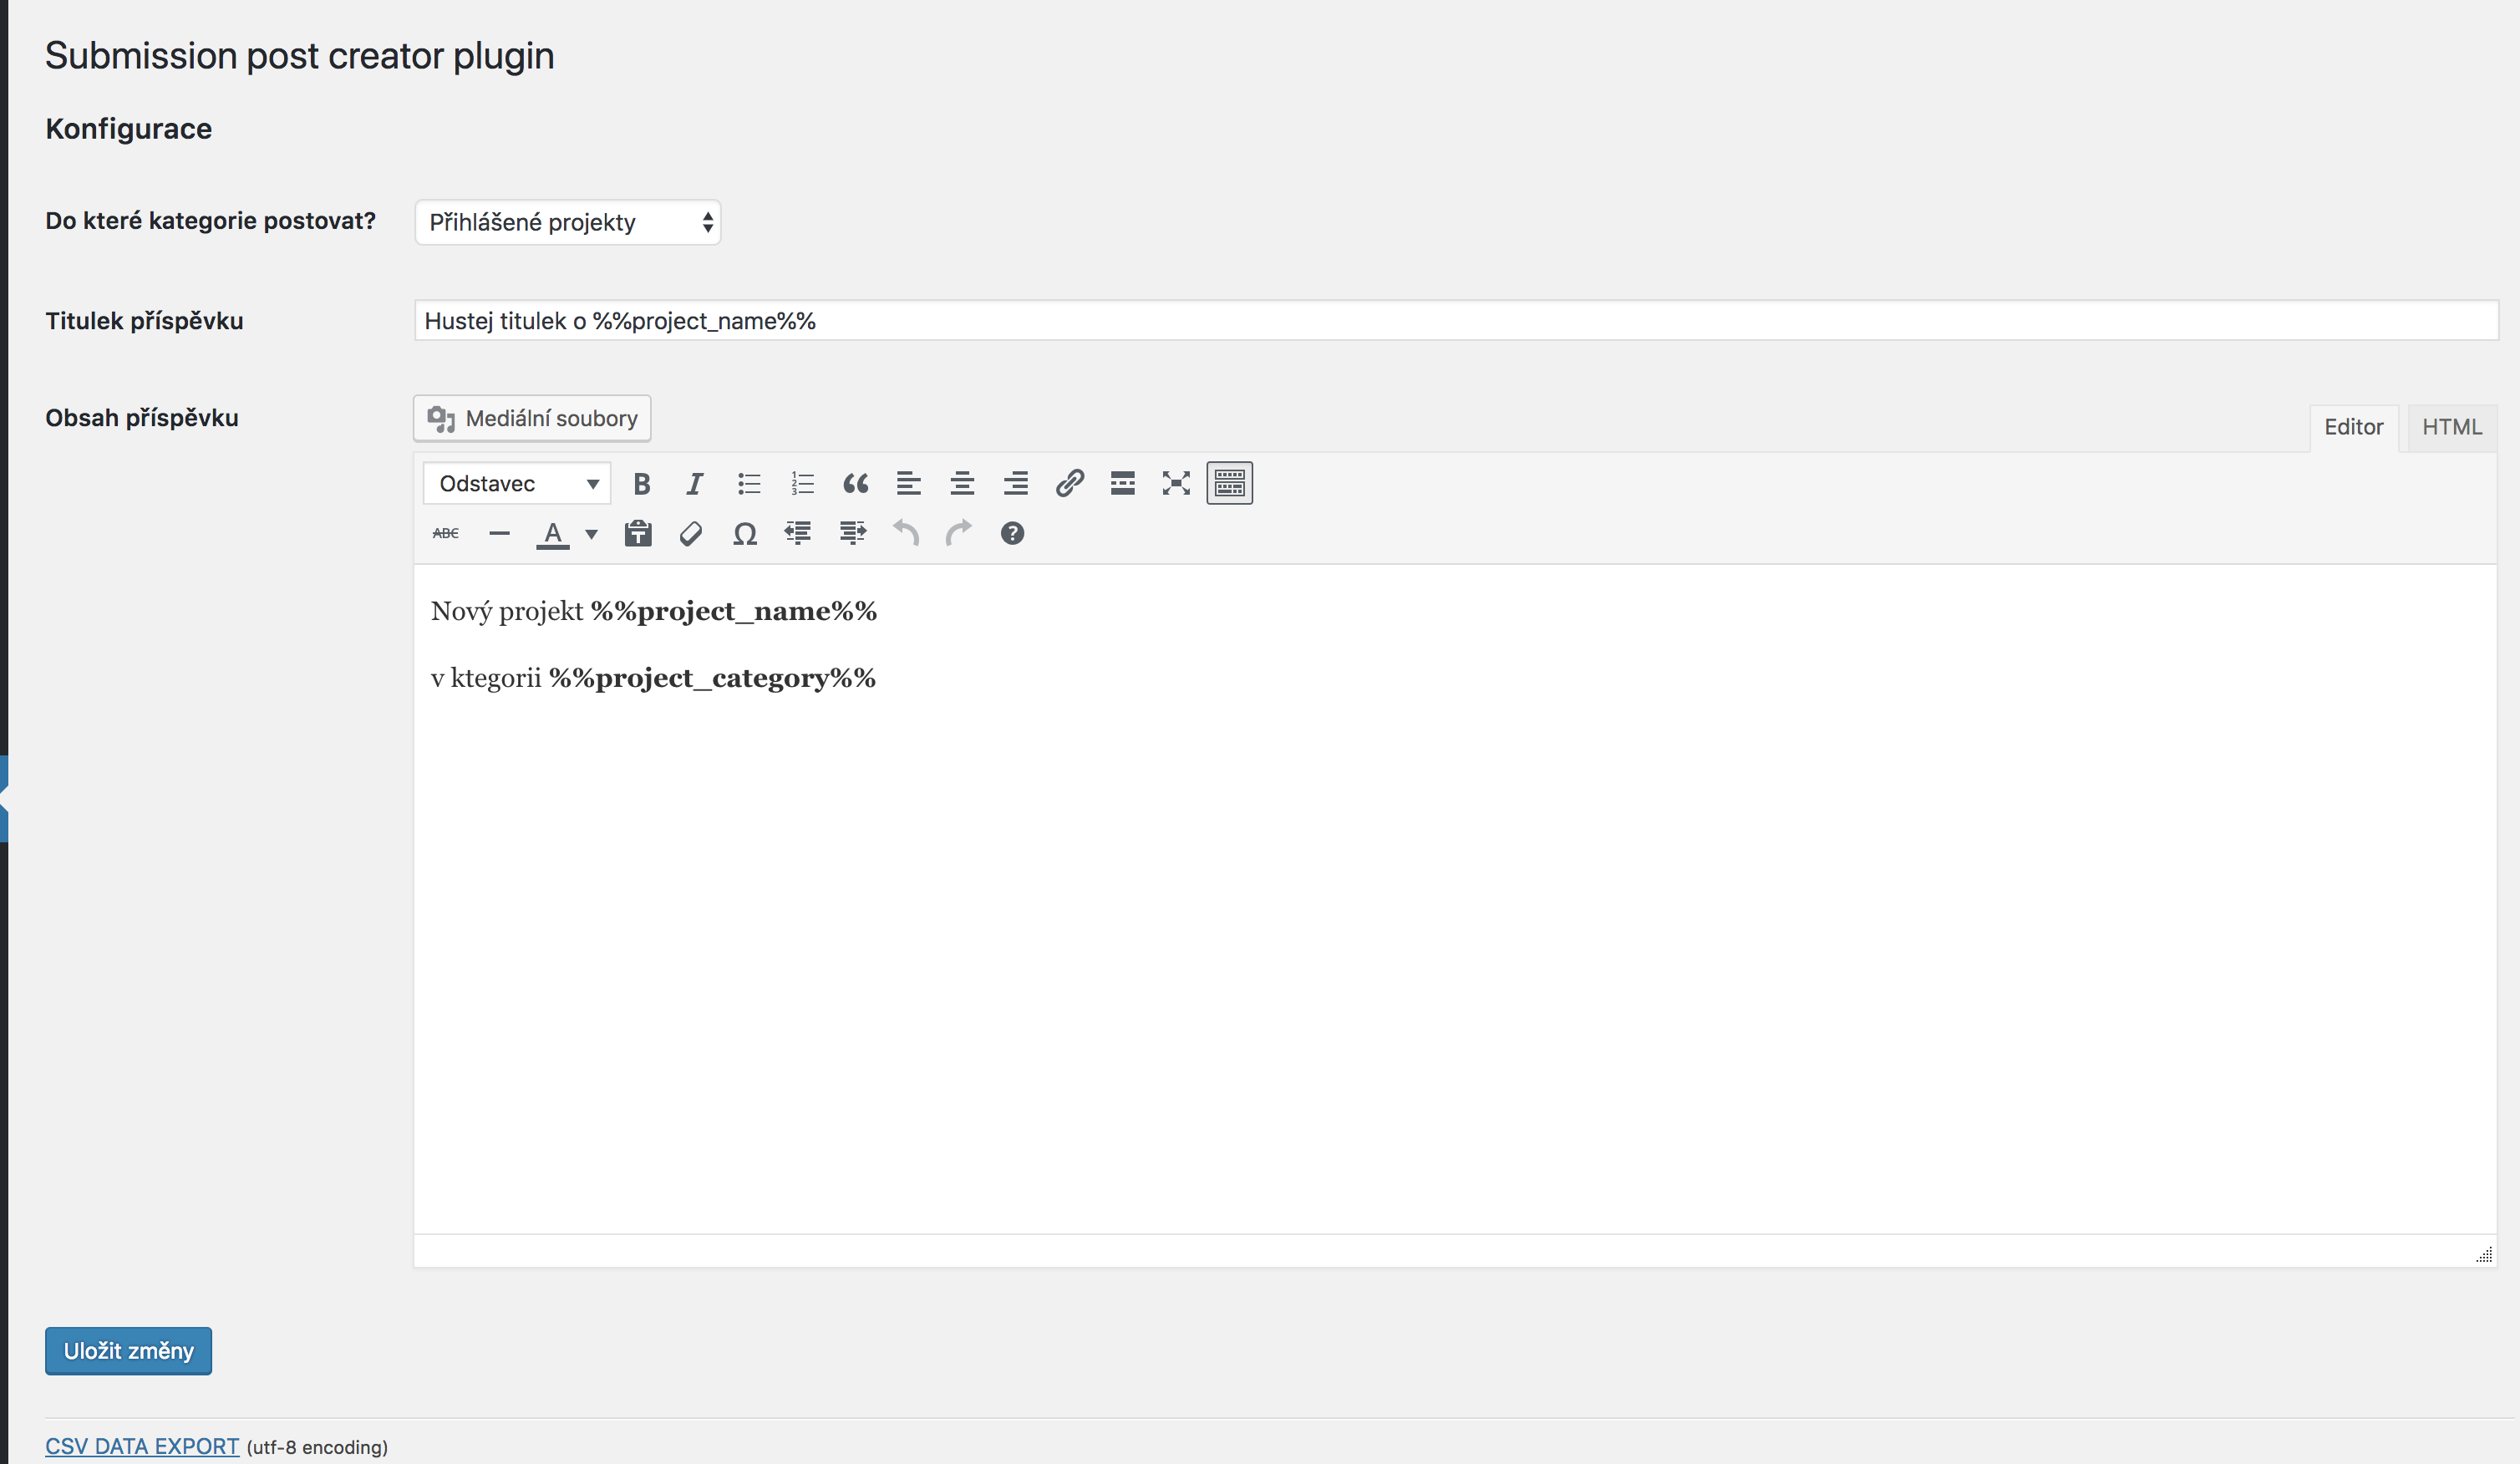 Submission post creator plugin
Konfigurace
Do které kategorie postovat?
Přihlášené projekty
Titulek příspěvku
Hustej titulek o %%project_name%%
Obsah příspěvku
Mediální soubory
Editor
HTML
Odstavec
B I
ABC A Ω ?
Nový projekt %%project_name%%
v ktegorii %%project_category%%
Uložit změny
CSV DATA EXPORT (utf-8 encoding)